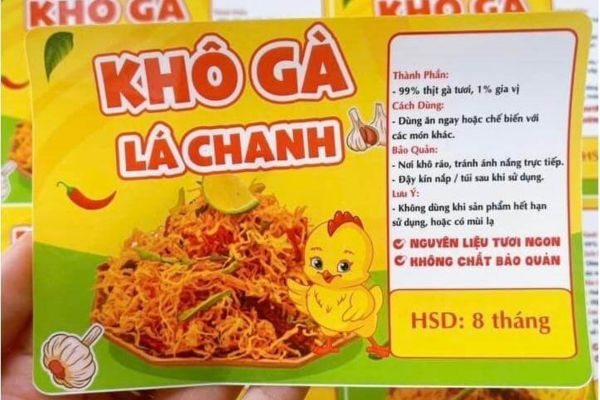 KHÔ GÀ
KHÔ GÀ
LÁ CHANH
Thành Phần:
- 99% thịt gà tươi, 1% gia vị
Cách Dùng:
- Dùng ăn ngay hoặc chế biến với
các món khác.
Bảo Quản:
- Nơi khô ráo, tránh ánh nắng trực tiếp.
- Đậy kín nắp / túi sau khi sử dụng.
Lưu Ý:
- Không dùng khi sản phẩm hết hạn
sử dụng, hoặc có mùi lạ
NGUYÊN LIỆU TƯƠI NGON
KHÔNG CHẤT BẢO QUẢN
HSD: 8 tháng